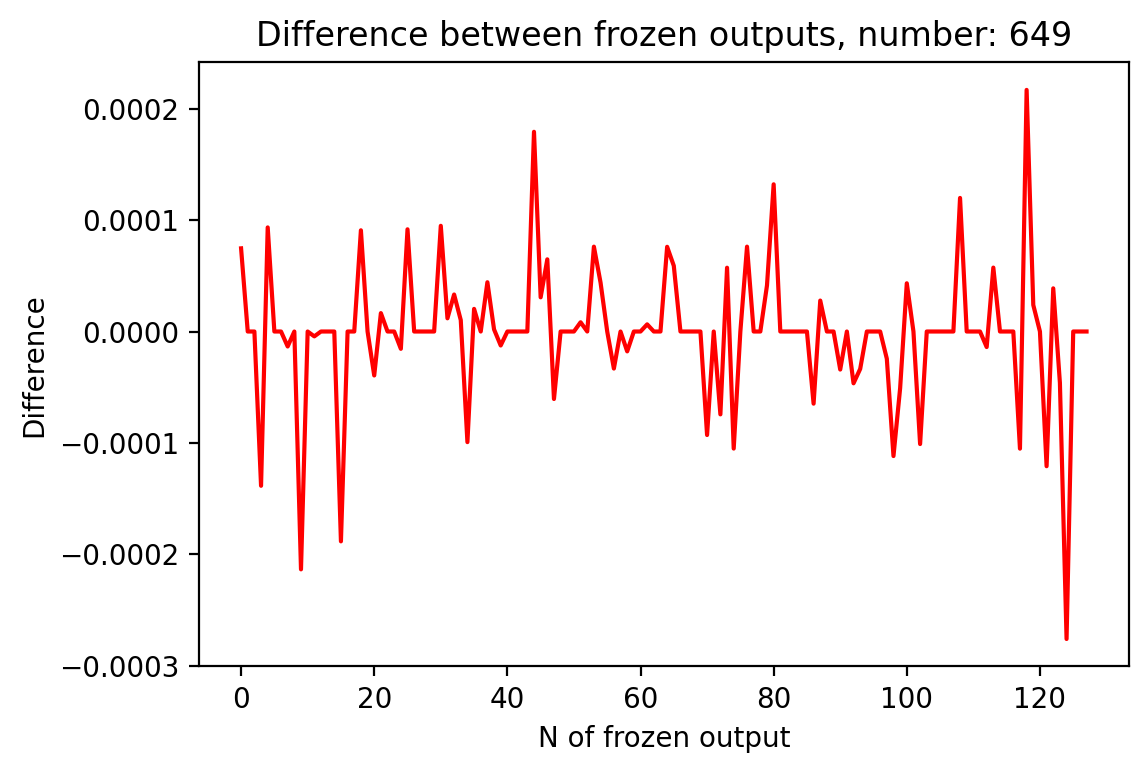 Difference between frozen outputs, number: 649
0.0002
0.0001
0.0000
−0.0001
−0.0002
−0.0003
Difference
0 20 40 60 80 100 120
N of frozen output